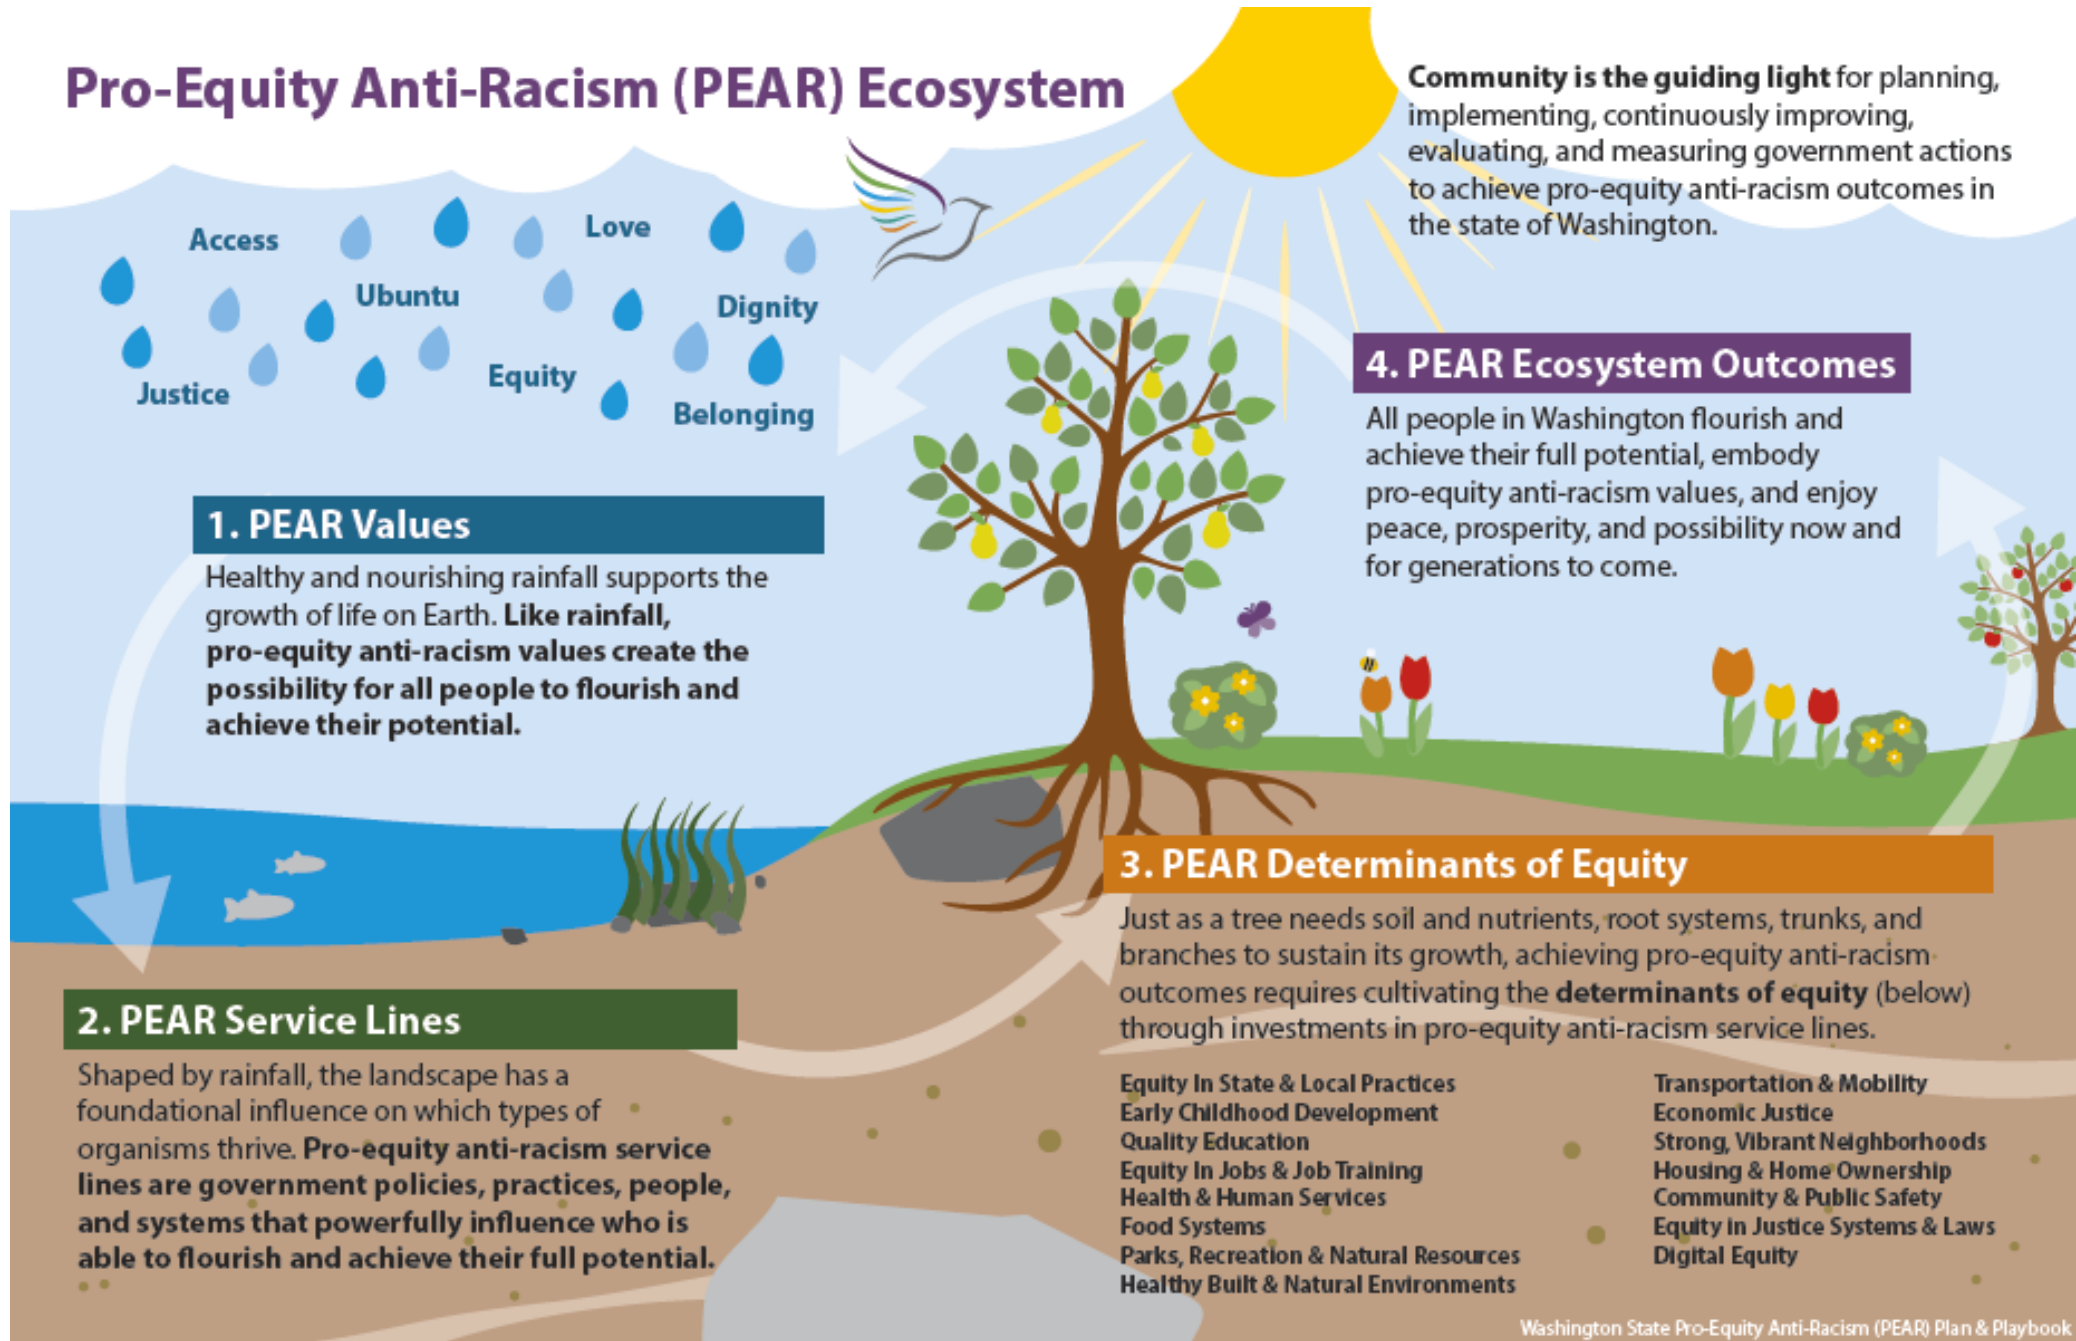 Pro-Equity Anti-Racism (PEAR) Ecosystem
Community is the guiding light for planning,
implementing, continuously improving,
evaluating, and measuring government actions
to achieve pro-equity anti-racism outcomes in
the state of Washington.
Access
Love
Ubuntu
Dignity
Justice
Equity
Belonging
1. PEAR Values
Healthy and nourishing rainfall supports the
growth of life on Earth. Like rainfall,
pro-equity anti-racism values create the
possibility for all people to flourish and
achieve their potential.
2. PEAR Service Lines
Shaped by rainfall, the landscape has a
foundational influence on which types of
organisms thrive. Pro-equity anti-racism service
lines are government policies, practices, people,
and systems that powerfully influence who is
able to flourish and achieve their full potential.
3. PEAR Determinants of Equity
Just as a tree needs soil and nutrients, root systems, trunks, and
branches to sustain its growth, achieving pro-equity anti-racism
outcomes requires cultivating the determinants of equity (below)
through investments in pro-equity anti-racism service lines.
Equity In State & Local Practices
Early Childhood Development
Quality Education
Equity In Jobs & Job Training
Health & Human Services
Food Systems
Parks, Recreation & Natural Resources
Healthy Built & Natural Environments
Transportation & Mobility
Economic Justice
Strong, Vibrant Neighborhoods
Housing & Home Ownership
Community & Public Safety
Equity in Justice Systems & Laws
Digital Equity
4. PEAR Ecosystem Outcomes
All people in Washington flourish and
achieve their full potential, embody
pro-equity anti-racism values, and enjoy
peace, prosperity, and possibility now and
for generations to come.
Washington State Pro-Equity Anti-Racism (PEAR) Plan & Playbook